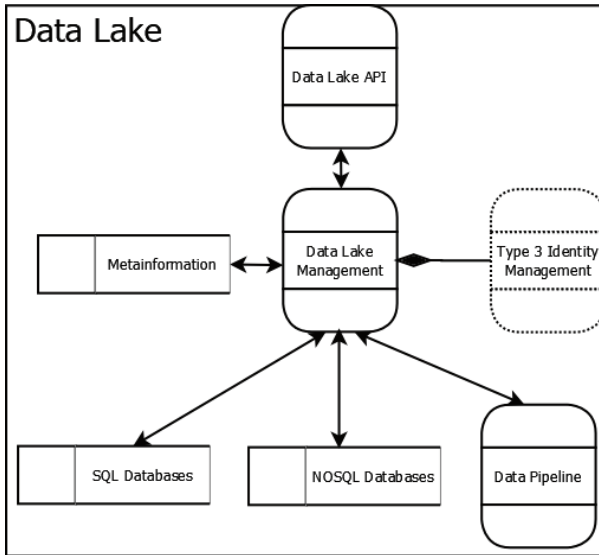 Data Lake
Data Lake API
Metainformation
Data Lake
Management
Type 3 Identity
Management
SQL Databases
NOSQL Databases
Data Pipeline